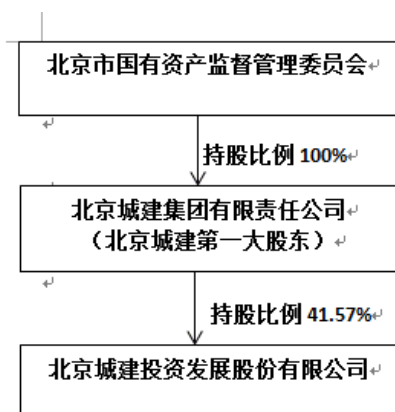 北京市国有资产监督管理委员会
持股比例 100%
北京城建集团有限责任公司
（北京城建第一大股东）
持股比例 41.57%
北京城建投资发展股份有限公司